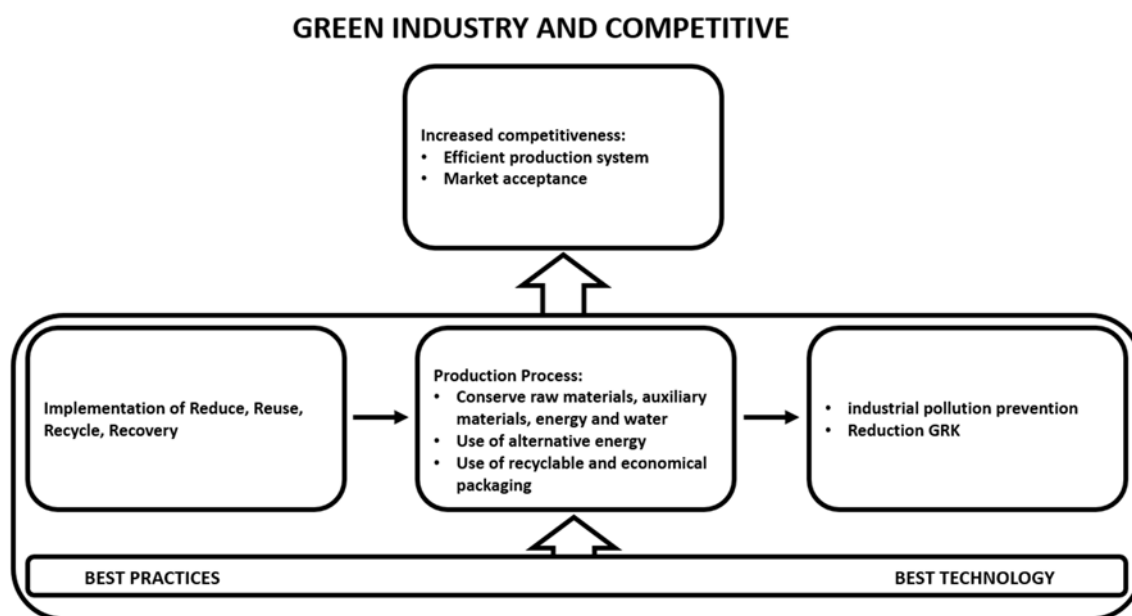 GREEN INDUSTRY AND COMPETITIVE
Increased competitiveness:
• Efficient production system
• Market acceptance
Implementation of Reduce, Reuse,
Recycle, Recovery
Production Process:
• Conserve raw materials, auxiliary
materials, energy and water
• Use of alternative energy
• Use of recyclable and economical
packaging
• industrial pollution prevention
• Reduction GRK
BEST PRACTICES
BEST TECHNOLOGY